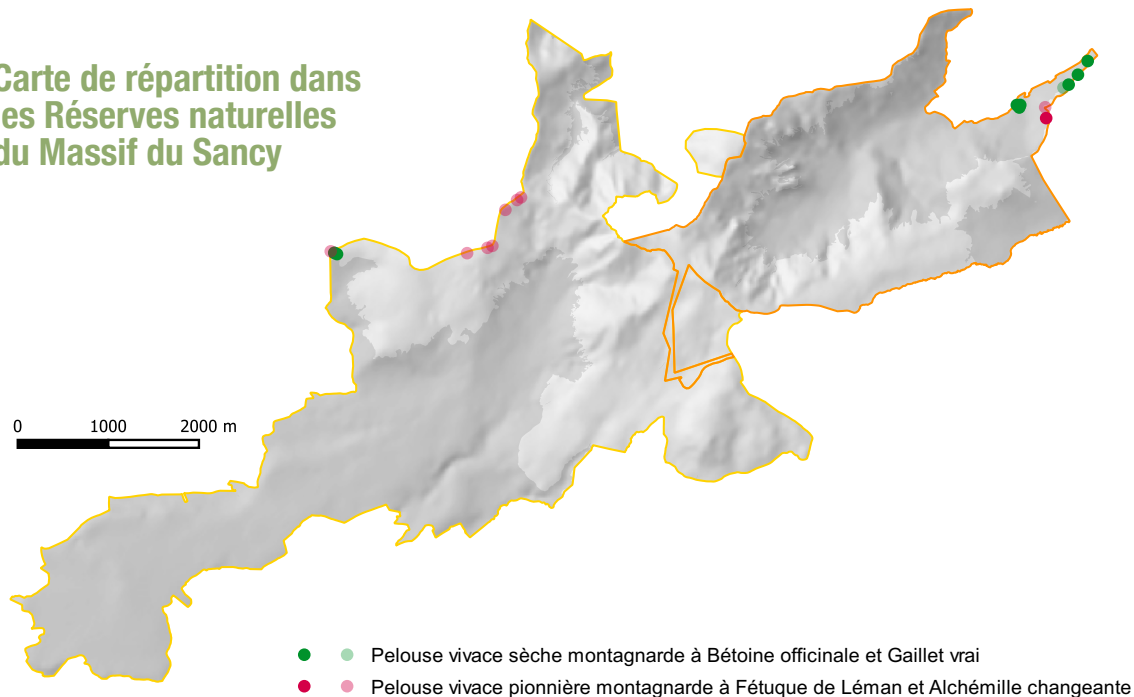 Carte de répartition dans
es Réserves naturelles
du Massif du Sancy
0 1000 2000 m
Pelouse vivace sèche montagnarde à Bétoine officinale et Gaillet vrai
Pelouse vivace pionnière montagnarde à Fétuque de Léman et Alchémille changeante